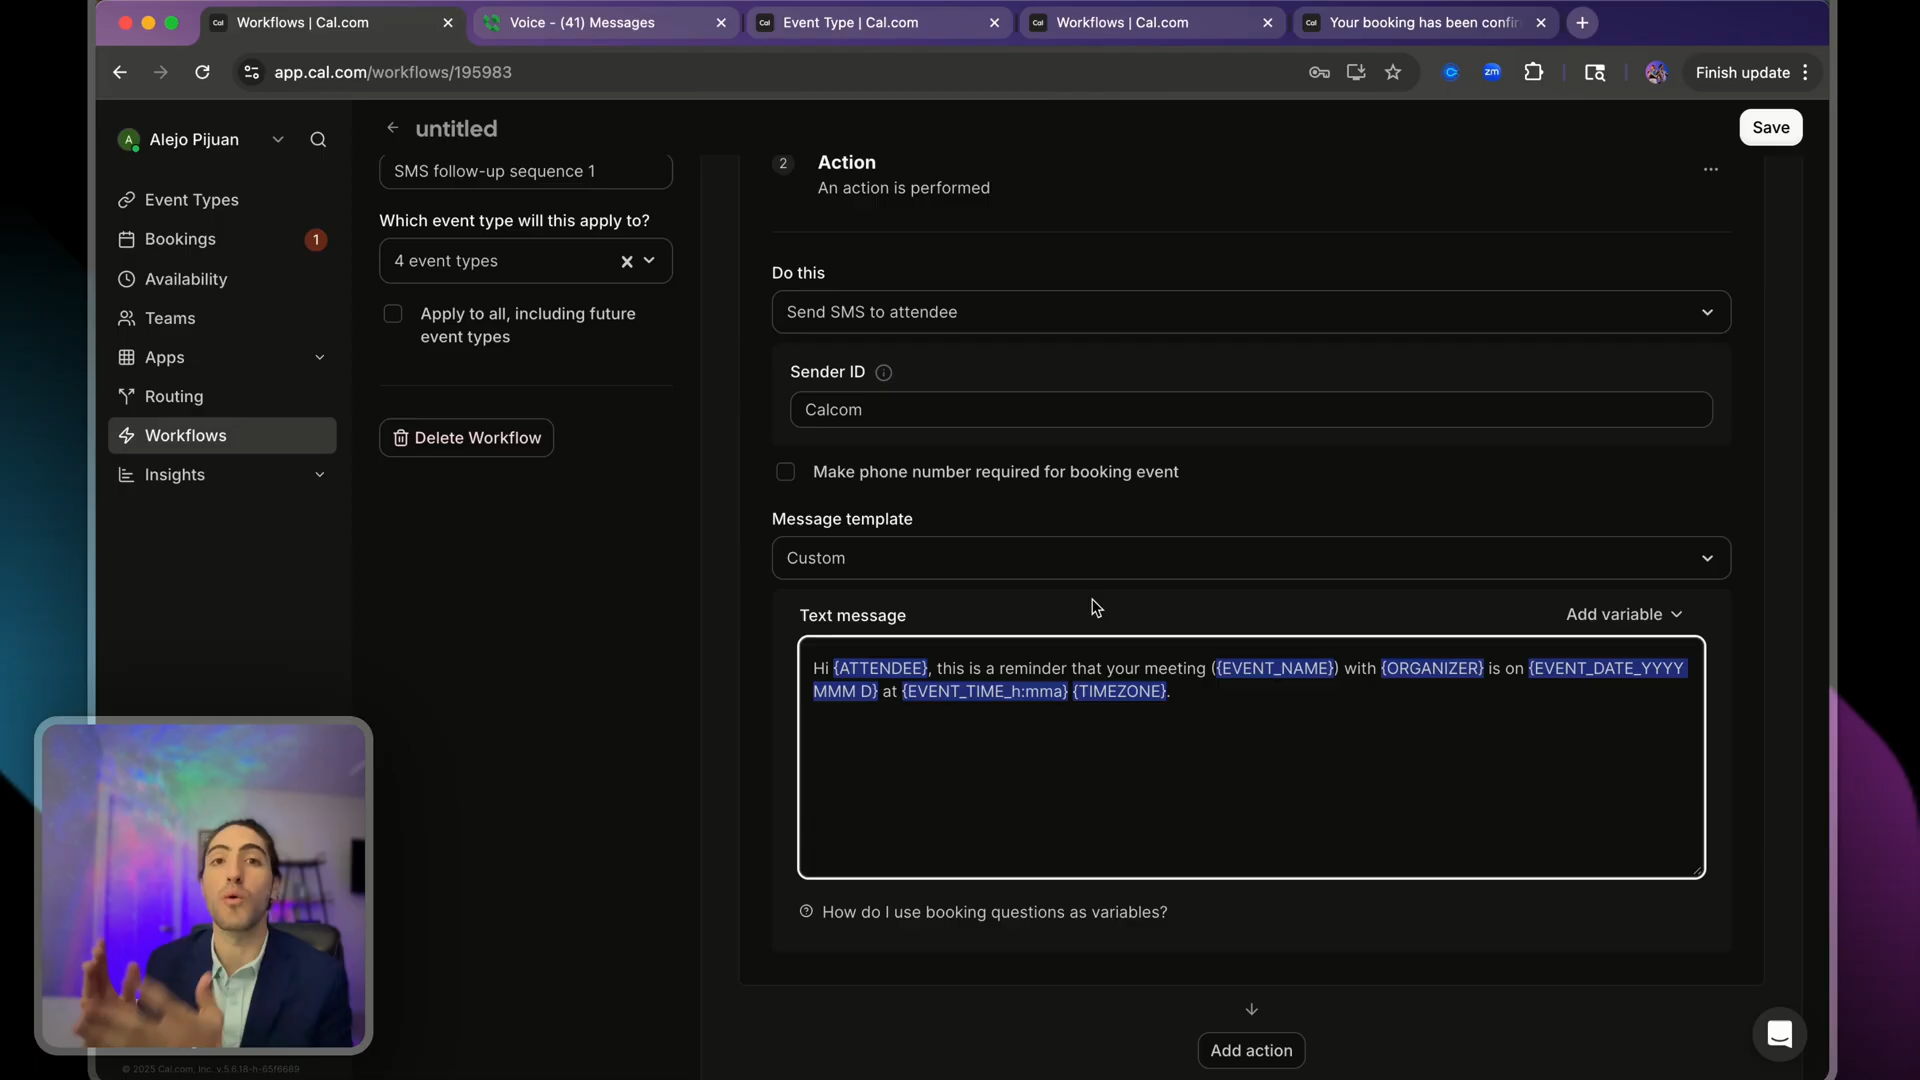 Workflows | Cal.com
Voice - (41) Messages
Event Type | Cal.com
Workflows | Cal.com
Your booking has been confir
app.cal.com/workflows/195983
zm
Finish update
A
Alejo Pijuan
untitled
Save
Event Types
Bookings
1
Availability
Teams
Apps
Routing
Workflows
Insights
SMS follow-up sequence 1
Which event type will this apply to?
4 event types
Apply to all, including future
event types
Delete Workflow
2
Action
An action is performed
Do this
Send SMS to attendee
Sender ID
Calcom
Make phone number required for booking event
Message template
Custom
Text message
Add variable
Hi {ATTENDEE}, this is a reminder that your meeting ({EVENT_NAME}) with {ORGANIZER} is on {EVENT_DATE_YYYY
MMM D} at {EVENT_TIME_h:mma} {TIMEZONE}.
How do I use booking questions as variables?
Add action
© 2025 Cal.com, Inc.